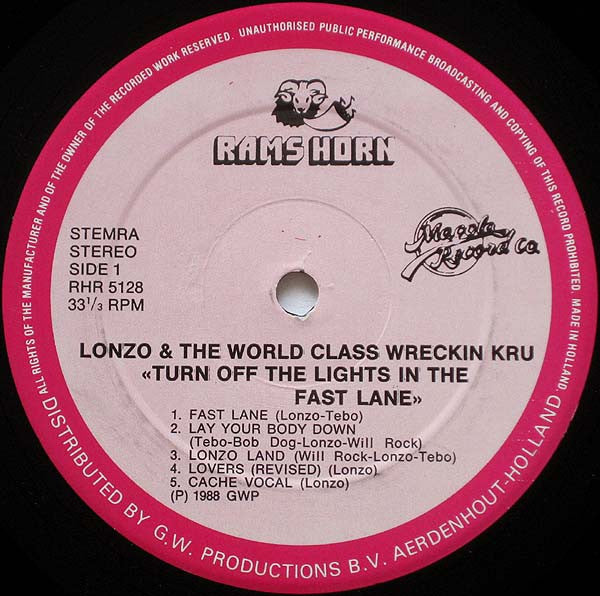 ALL RIGHTS OF THE MANUFACTURER AND OF THE OWNER OF THE RECORDED WORK RESERVED. UNAUTHORISED PUBLIC PERFORMANCE BROADCASTING AND COPYING OF THIS RECORD PROHIBITED. MADE IN HOLLAND.
RAMS HORN
STEMRA
STEREO
SIDE 1
RHR 5128
33 1/3 RPM
Macola
Record Co
LONZO & THE WORLD CLASS WRECKIN KRU
«TURN OFF THE LIGHTS IN THE
FAST LANE»
1. FAST LANE (Lonzo-Tebo)
2. LAY YOUR BODY DOWN
(Tebo-Bob Dog-Lonzo-Will Rock)
3. LONZO LAND (Will Rock-Lonzo-Tebo)
4. LOVERS (REVISED) (Lonzo)
5. CACHE VOCAL (Lonzo)
(P) 1988 GWP
DISTRIBUTED BY G.W. PRODUCTIONS B.V. AERDENHOUT-HOLLAND